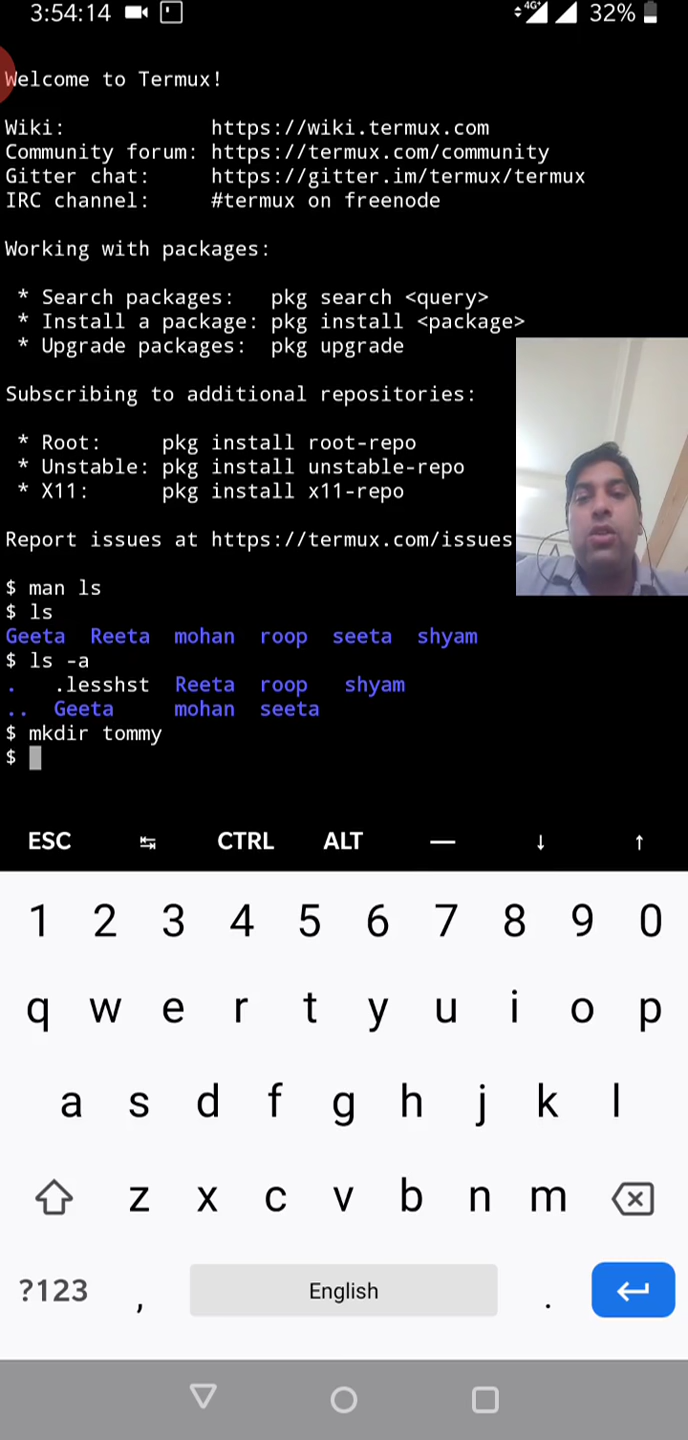 3:54:14 4G+ 32%
Welcome to Termux!
Wiki: https://wiki.termux.com
Community forum: https://termux.com/community
Gitter chat: https://gitter.im/termux/termux
IRC channel: #termux on freenode
Working with packages:
* Search packages: pkg search <query>
* Install a package: pkg install <package>
* Upgrade packages: pkg upgrade
Subscribing to additional repositories:
* Root: pkg install root-repo
* Unstable: pkg install unstable-repo
* X11: pkg install x11-repo
Report issues at https://termux.com/issues
$ man ls
$ ls
Geeta Reeta mohan roop seeta shyam
$ ls -a
. .lesshst Reeta roop shyam
.. Geeta mohan seeta
$ mkdir tommy
$
ESC ↹ CTRL ALT — ↓ ↑
1 2 3 4 5 6 7 8 9 0
q w e r t y u i o p
a s d f g h j k l
z x c v b n m
?123 , English .